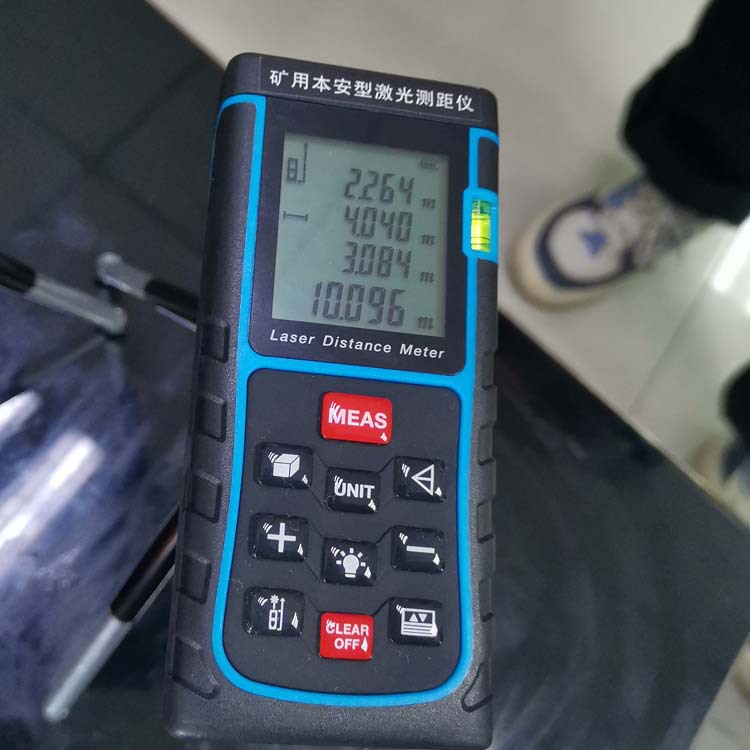 矿用本安型激光测距仪
2.264 m
4.040 m
3.084 m
10.096 m
Laser Distance Meter
MEAS
UNIT
CLEAR
OFF